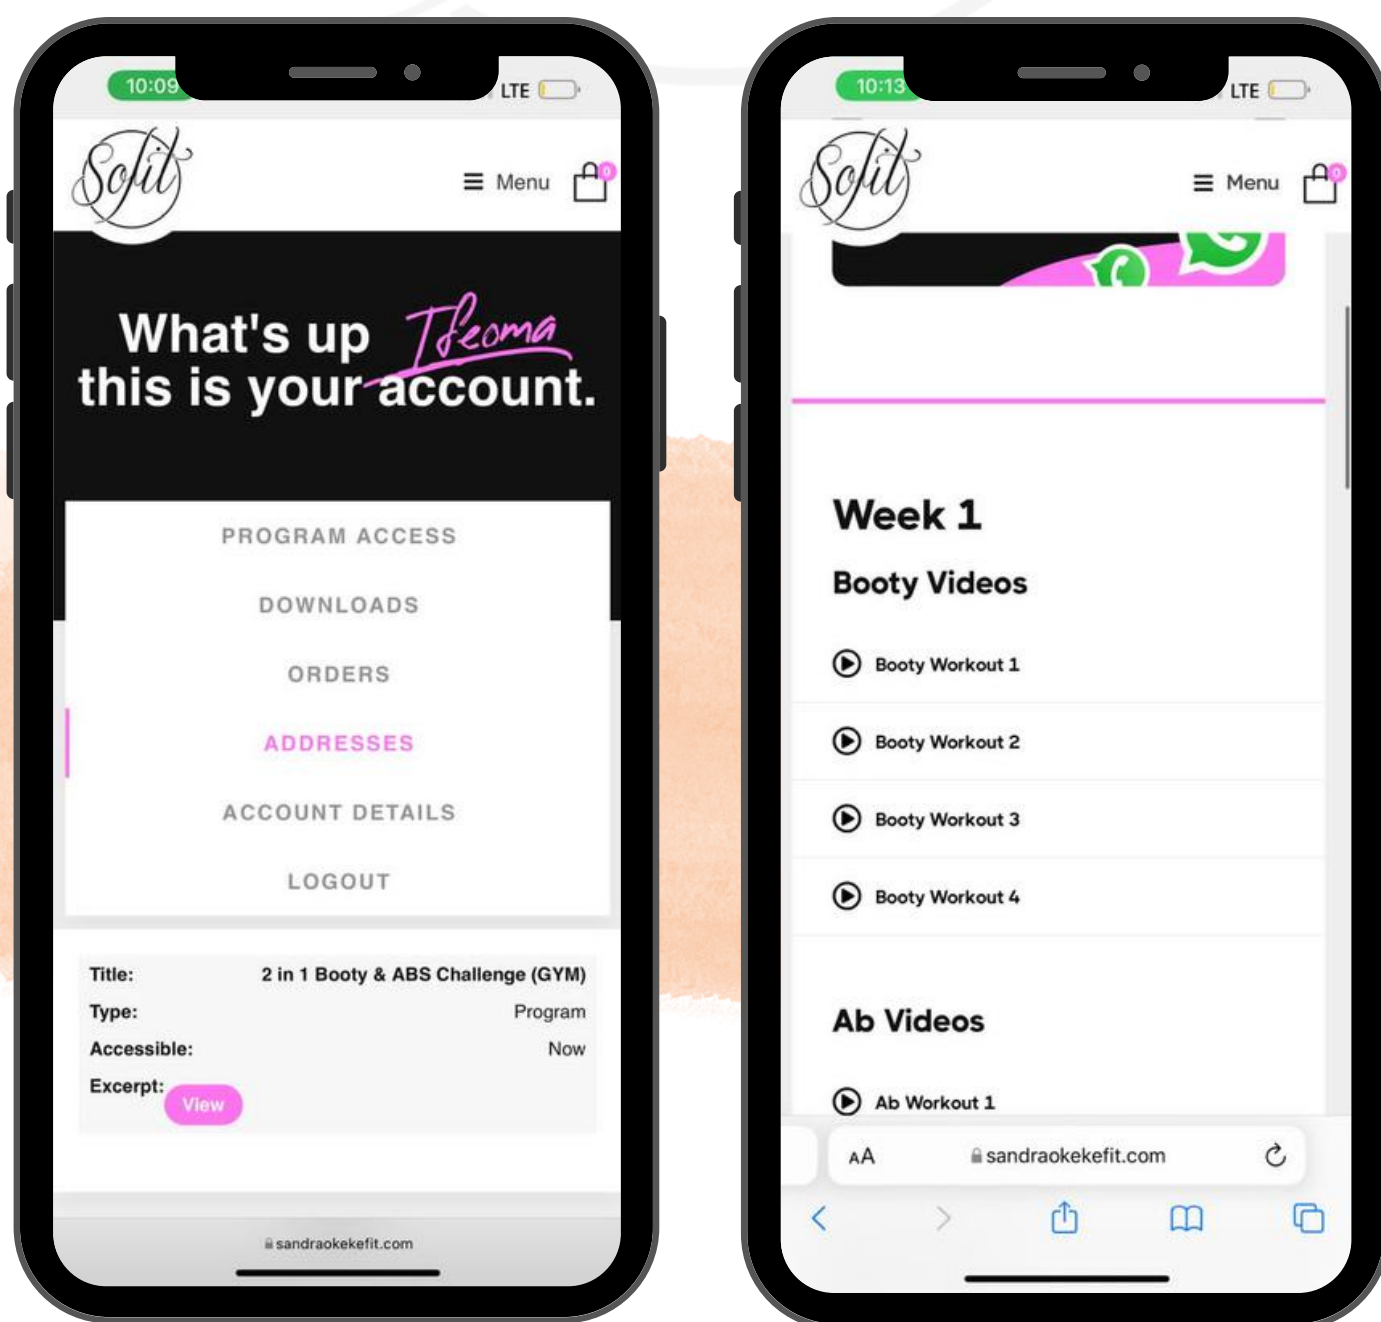 10:09
LTE
Sofit
Menu
0
What's up Ifeoma
this is your account.
PROGRAM ACCESS
DOWNLOADS
ORDERS
ADDRESSES
ACCOUNT DETAILS
LOGOUT
Title: 2 in 1 Booty & ABS Challenge (GYM)
Type: Program
Accessible: Now
Excerpt:
View
sandraokekefit.com
10:13
LTE
Sofit
Menu
0
Week 1
Booty Videos
Booty Workout 1
Booty Workout 2
Booty Workout 3
Booty Workout 4
Ab Videos
Ab Workout 1
AA sandraokekefit.com